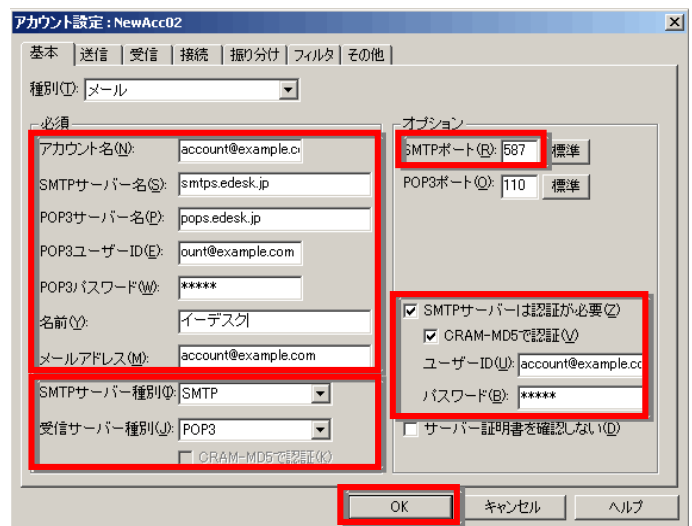 アカウント設定 : NewAcc02
基本 送信 受信 接続 振り分け フィルタ その他
種別(T): メール
必須
アカウント名(N): account@example.c
SMTPサーバー名(S): smtps.edesk.jp
POP3サーバー名(P): pops.edesk.jp
POP3ユーザーID(E): ount@example.com
POP3パスワード(W): *****
名前(Y): イーデスク
メールアドレス(M): account@example.com
SMTPサーバー種別(I): SMTP
受信サーバー種別(J): POP3
CRAM-MD5で認証(K)
オプション
SMTPポート(R): 587 標準
POP3ポート(O): 110 標準
SMTPサーバーは認証が必要(Z)
CRAM-MD5で認証(V)
ユーザーID(U): account@example.cc
パスワード(B): *****
サーバー証明書を確認しない(D)
OK キャンセル ヘルプ